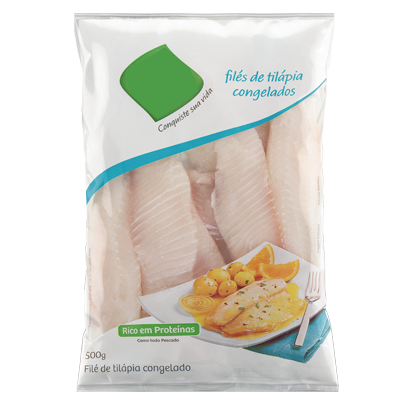 Conquiste sua vida
filés de tilápia
congelados
Rico em Proteínas
Como todo Pescado
500g
Filé de tilápia congelado